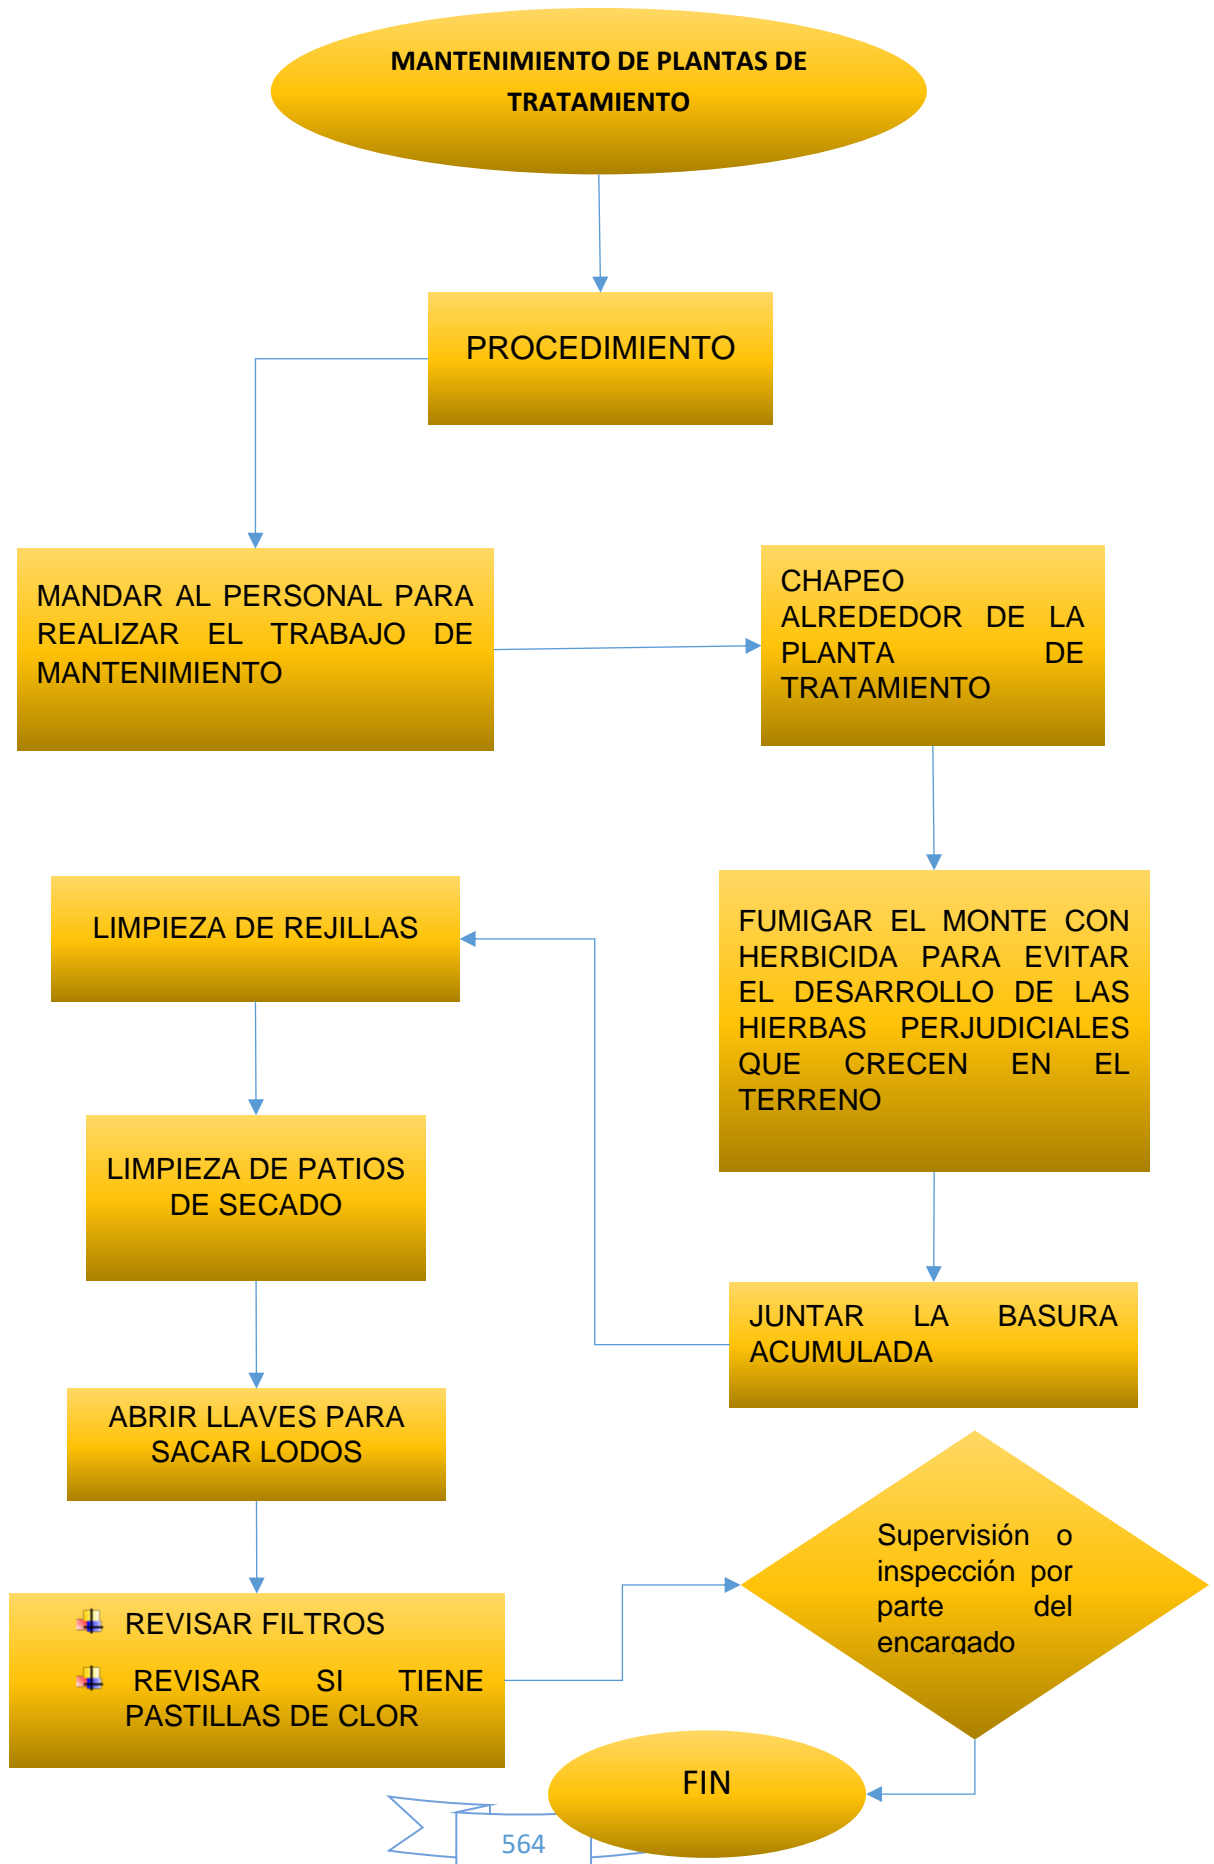 MANTENIMIENTO DE PLANTAS DE
TRATAMIENTO
PROCEDIMIENTO
MANDAR AL PERSONAL PARA
REALIZAR EL TRABAJO DE
MANTENIMIENTO
CHAPEO
ALREDEDOR DE LA
PLANTA DE
TRATAMIENTO
FUMIGAR EL MONTE CON
HERBICIDA PARA EVITAR
EL DESARROLLO DE LAS
HIERBAS PERJUDICIALES
QUE CRECEN EN EL
TERRENO
JUNTAR LA BASURA
ACUMULADA
LIMPIEZA DE REJILLAS
LIMPIEZA DE PATIOS
DE SECADO
ABRIR LLAVES PARA
SACAR LODOS
REVISAR FILTROS
REVISAR SI TIENE
PASTILLAS DE CLOR
Supervisión o
inspección por
parte del
encargado
FIN
564